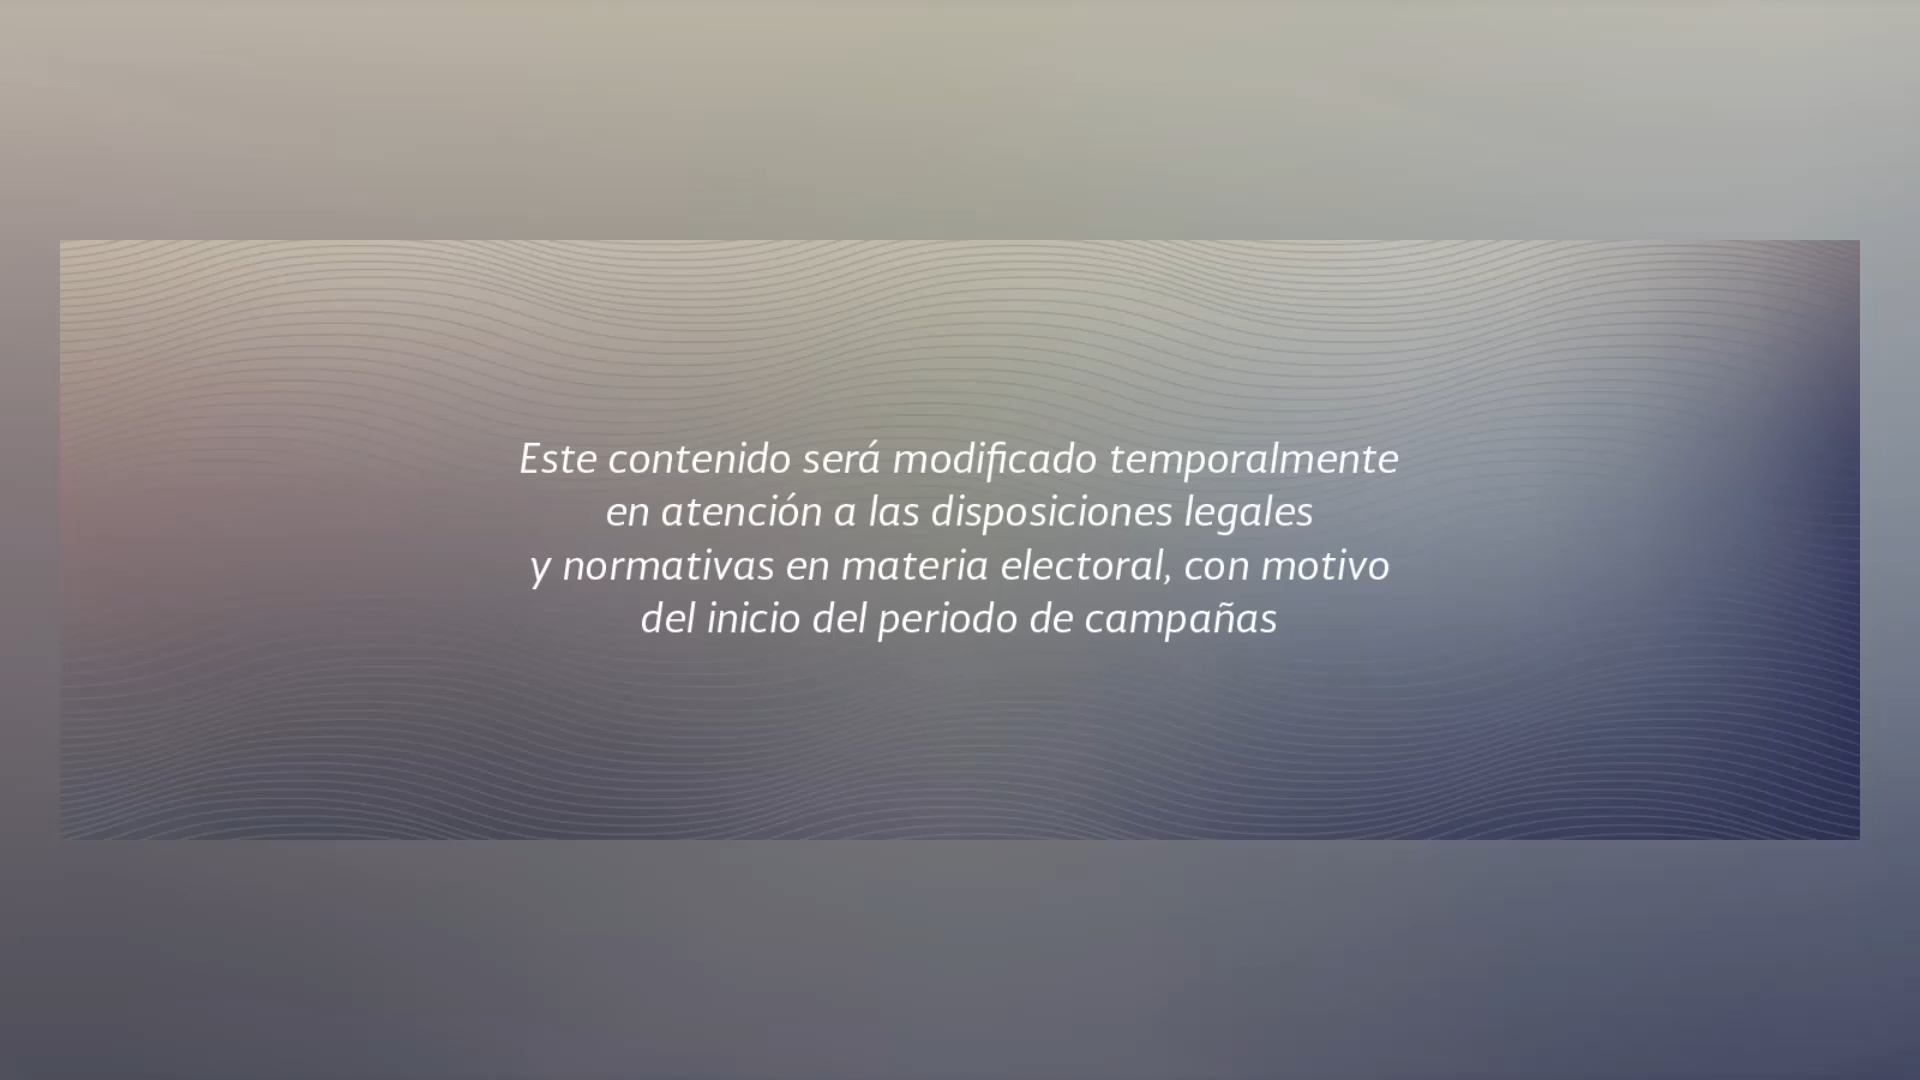 Este contenido será modificado temporalmente
en atención a las disposiciones legales
y normativas en materia electoral, con motivo
del inicio del periodo de campañas